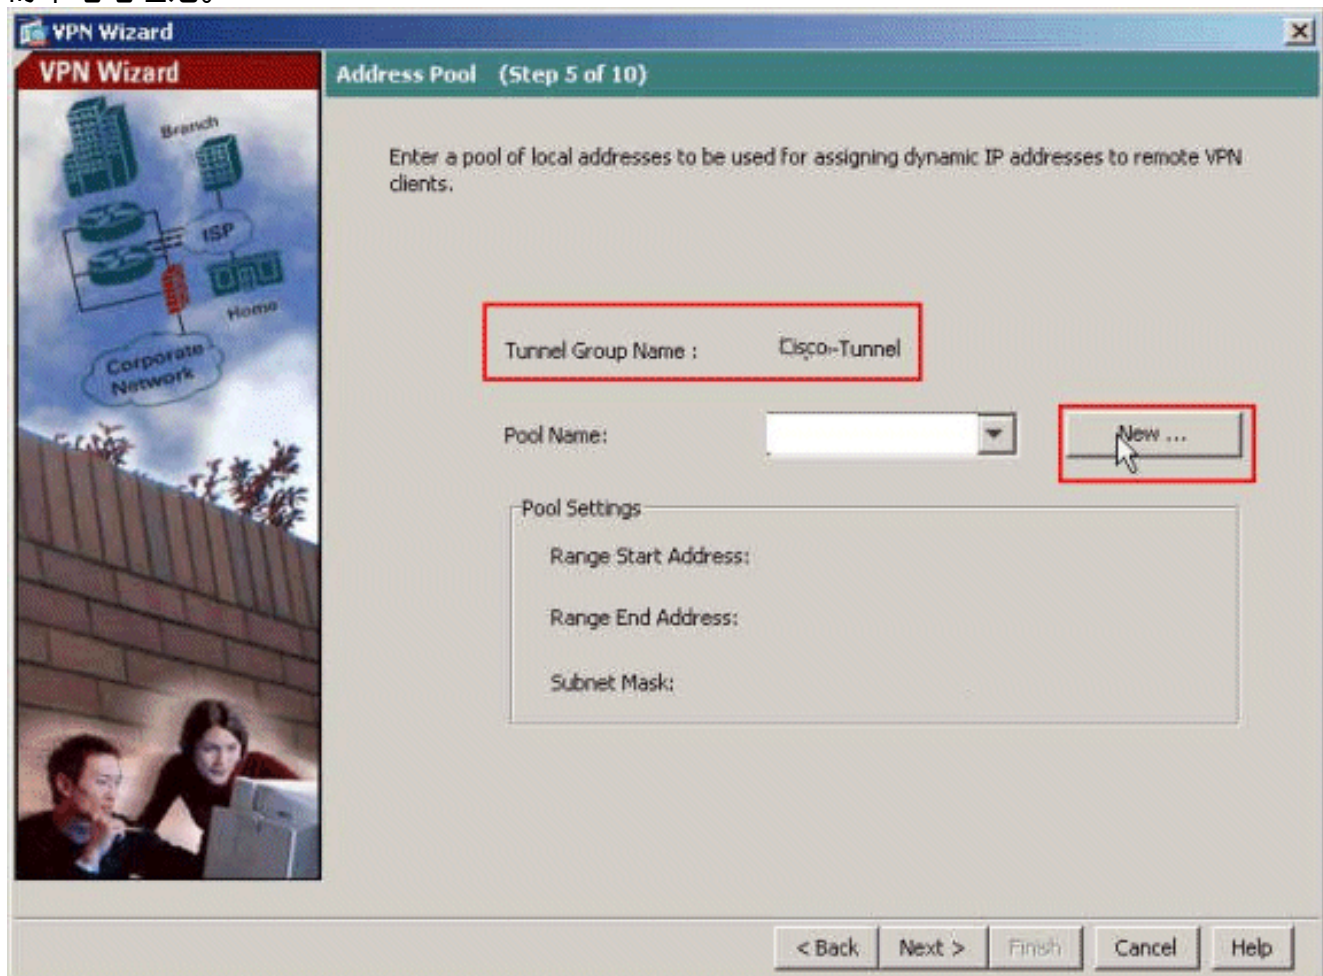 VPN Wizard
VPN Wizard
Address Pool (Step 5 of 10)
Branch
ISP
Home
Corporate
Network
Enter a pool of local addresses to be used for assigning dynamic IP addresses to remote VPN
clients.
Tunnel Group Name : Cisco-Tunnel
Pool Name: New ...
Pool Settings
Range Start Address:
Range End Address:
Subnet Mask:
< Back Next > Finish Cancel Help